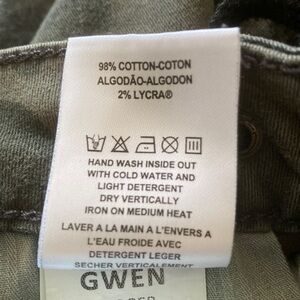 98% COTTON-COTON
ALGODÃO-ALGODON
2% LYCRA®
HAND WASH INSIDE OUT
WITH COLD WATER AND
LIGHT DETERGENT
DRY VERTICALLY
IRON ON MEDIUM HEAT
LAVER A LA MAIN A L'ENVERS A
L'EAU FROIDE AVEC
DETERGENT LEGER
SECHER VERTICALEMENT
GWEN